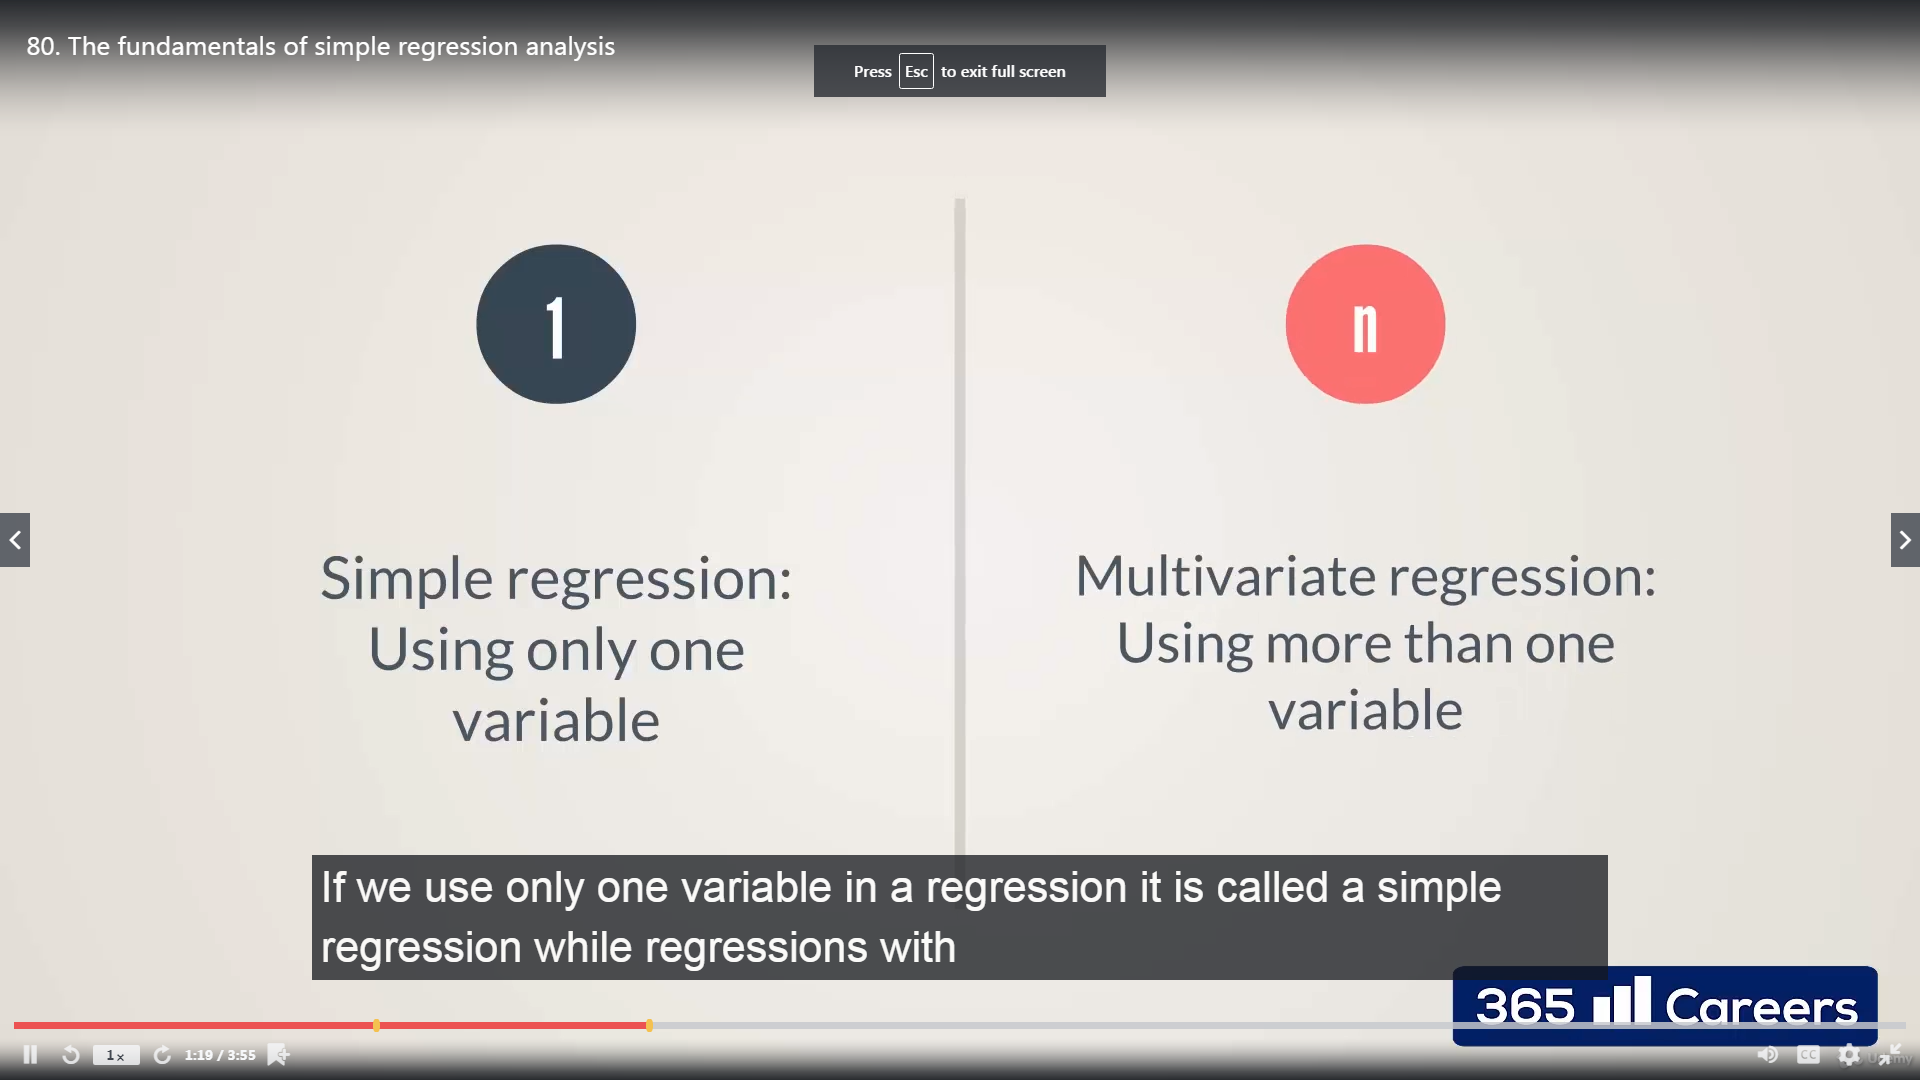 80. The fundamentals of simple regression analysis
Press Esc to exit full screen
1
n
Simple regression:
Using only one
variable
Multivariate regression:
Using more than one
variable
If we use only one variable in a regression it is called a simple
regression while regressions with
365 Careers
1x
1:19 / 3:55
CC
Udemy